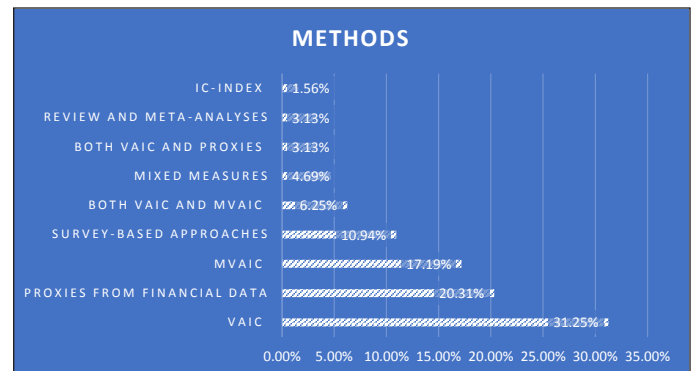 METHODS
IC-INDEX 1.56%
REVIEW AND META-ANALYSES 3.13%
BOTH VAIC AND PROXIES 3.13%
MIXED MEASURES 4.69%
BOTH VAIC AND MVAIC 6.25%
SURVEY-BASED APPROACHES 10.94%
MVAIC 17.19%
PROXIES FROM FINANCIAL DATA 20.31%
VAIC 31.25%
0.00% 5.00% 10.00% 15.00% 20.00% 25.00% 30.00% 35.00%